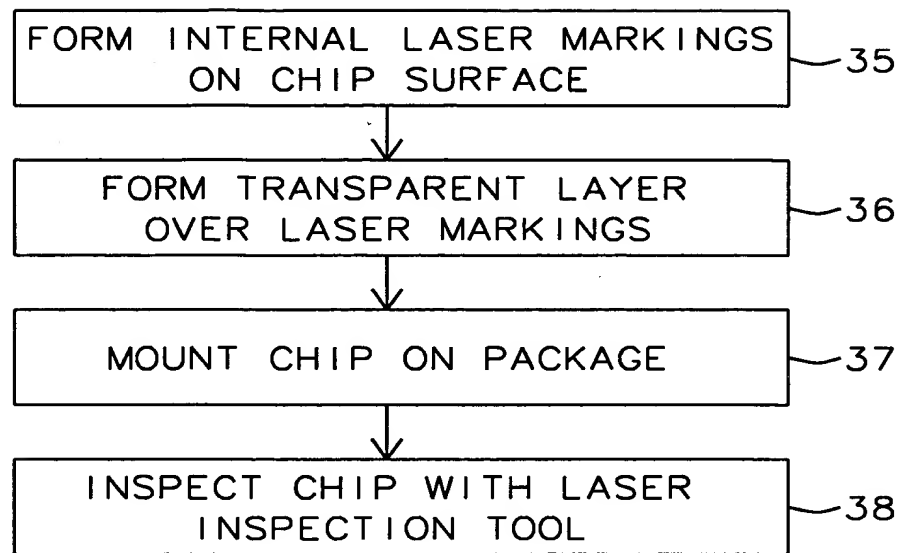 FORM INTERNAL LASER MARKINGS
ON CHIP SURFACE
35
FORM TRANSPARENT LAYER
OVER LASER MARKINGS
36
MOUNT CHIP ON PACKAGE
37
INSPECT CHIP WITH LASER
INSPECTION TOOL
38